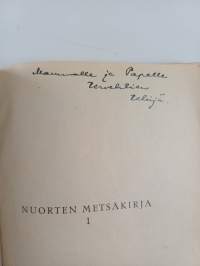 Mammalle ja Papalle
Tekijä.
NUORTEN METSÄKIRJA
1